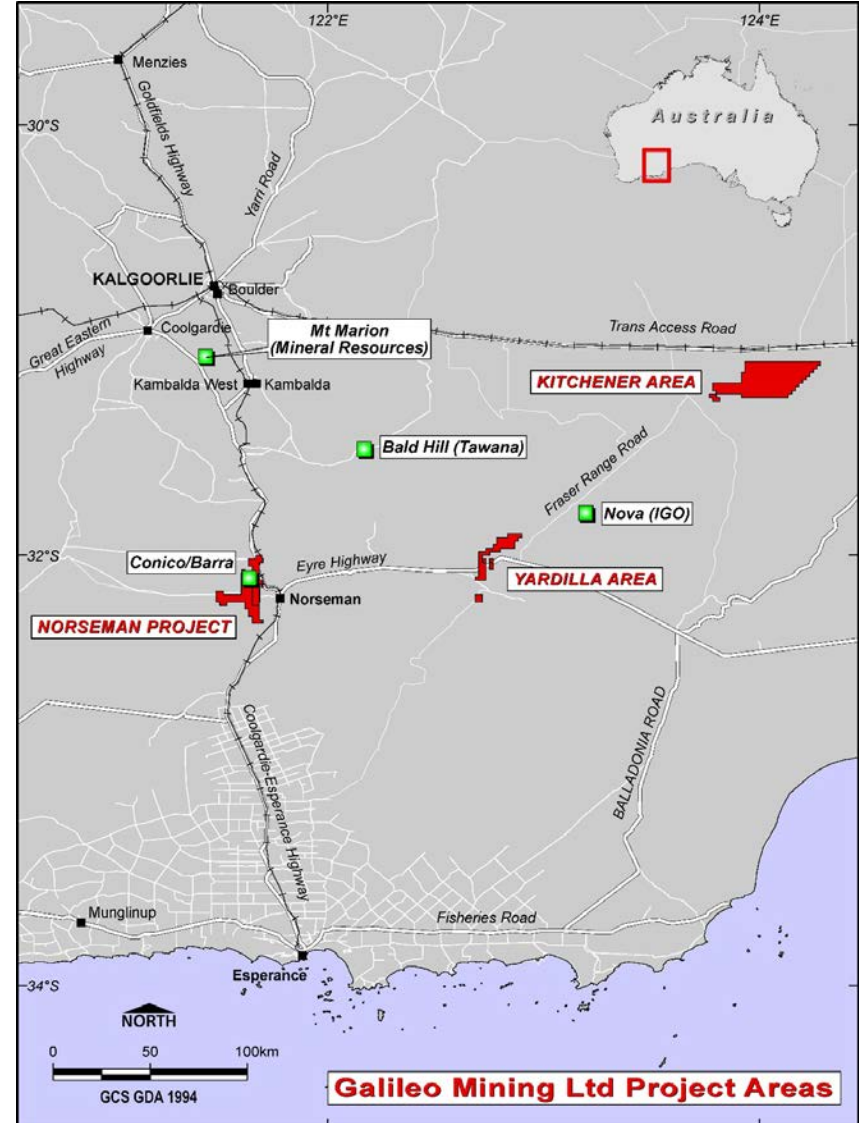 122°E
124°E
Menzies
Goldfields Highway
Australia
30°S
Yarri Road
KALGOORLIE
Boulder
Coolgardie
Great Eastern
Highway
Mt Marion
(Mineral Resources)
Trans Access Road
Kambalda West
Kambalda
KITCHENER AREA
Bald Hill (Tawana)
Fraser Range Road
Nova (IGO)
32°S
Conico/Barra
Eyre Highway
YARDILLA AREA
Norseman
NORSEMAN PROJECT
Coolgardie-Esperance Highway
BALLADONIA ROAD
Munglinup
Fisheries Road
Esperance
34°S
NORTH
0 50 100km
GCS GDA 1994
Galileo Mining Ltd Project Areas